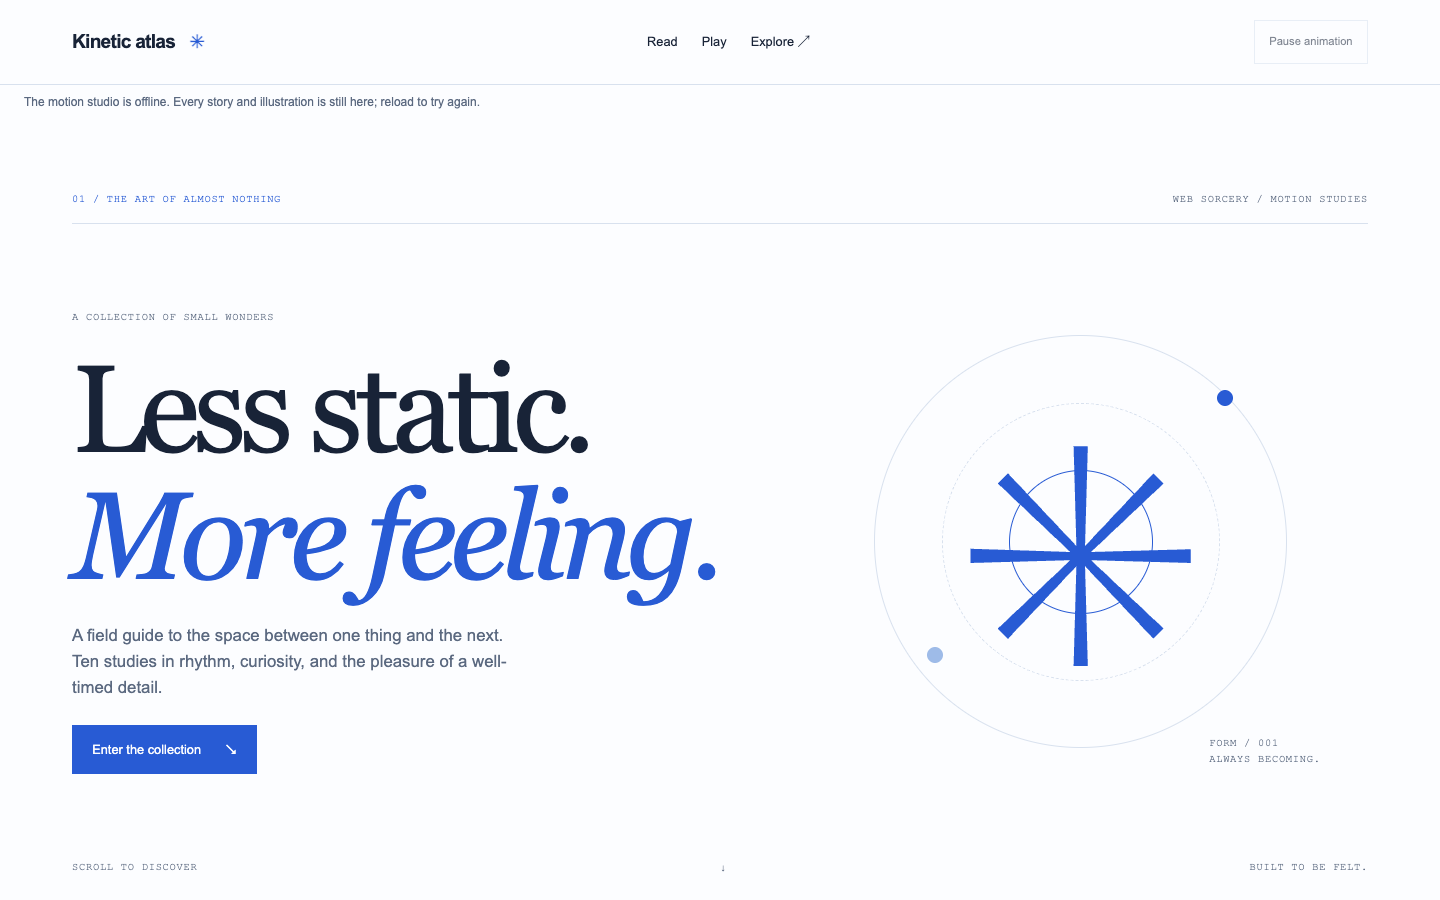 Kinetic atlas ✳
Read Play Explore ↗
Pause animation
The motion studio is offline. Every story and illustration is still here; reload to try again.
01 / THE ART OF ALMOST NOTHING
WEB SORCERY / MOTION STUDIES
A COLLECTION OF SMALL WONDERS
Less static.
More feeling.
A field guide to the space between one thing and the next.
Ten studies in rhythm, curiosity, and the pleasure of a well-
timed detail.
Enter the collection ↘
FORM / 001
ALWAYS BECOMING.
SCROLL TO DISCOVER
↓
BUILT TO BE FELT.